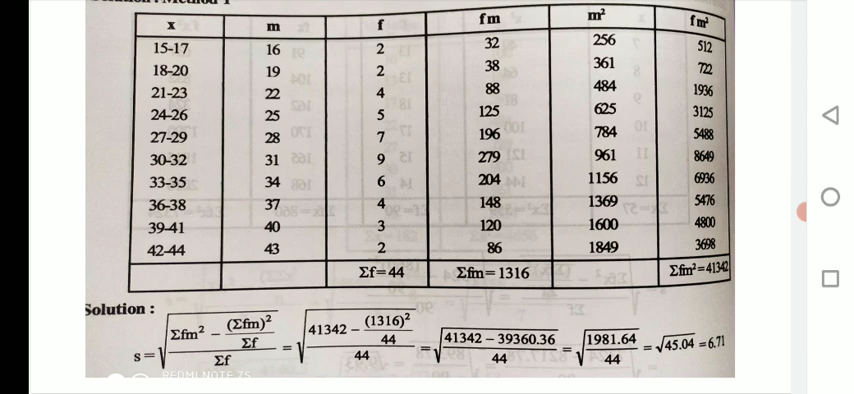 x m f fm m² fm²
15-17 16 2 32 256 512
18-20 19 2 38 361 722
21-23 22 4 88 484 1936
24-26 25 5 125 625 3125
27-29 28 7 196 784 5488
30-32 31 9 279 961 8649
33-35 34 6 204 1156 6936
36-38 37 4 148 1369 5476
39-41 40 3 120 1600 4800
42-44 43 2 86 1849 3698
Σf=44 Σfm=1316 Σfm²=41342
Solution :
s = √((Σfm² − (Σfm)²/Σf)/Σf) = √((41342 − (1316)²/44)/44) = √((41342 − 39360.36)/44) = √(1981.64/44) = √45.04 = 6.71
REDMI NOTE 7S